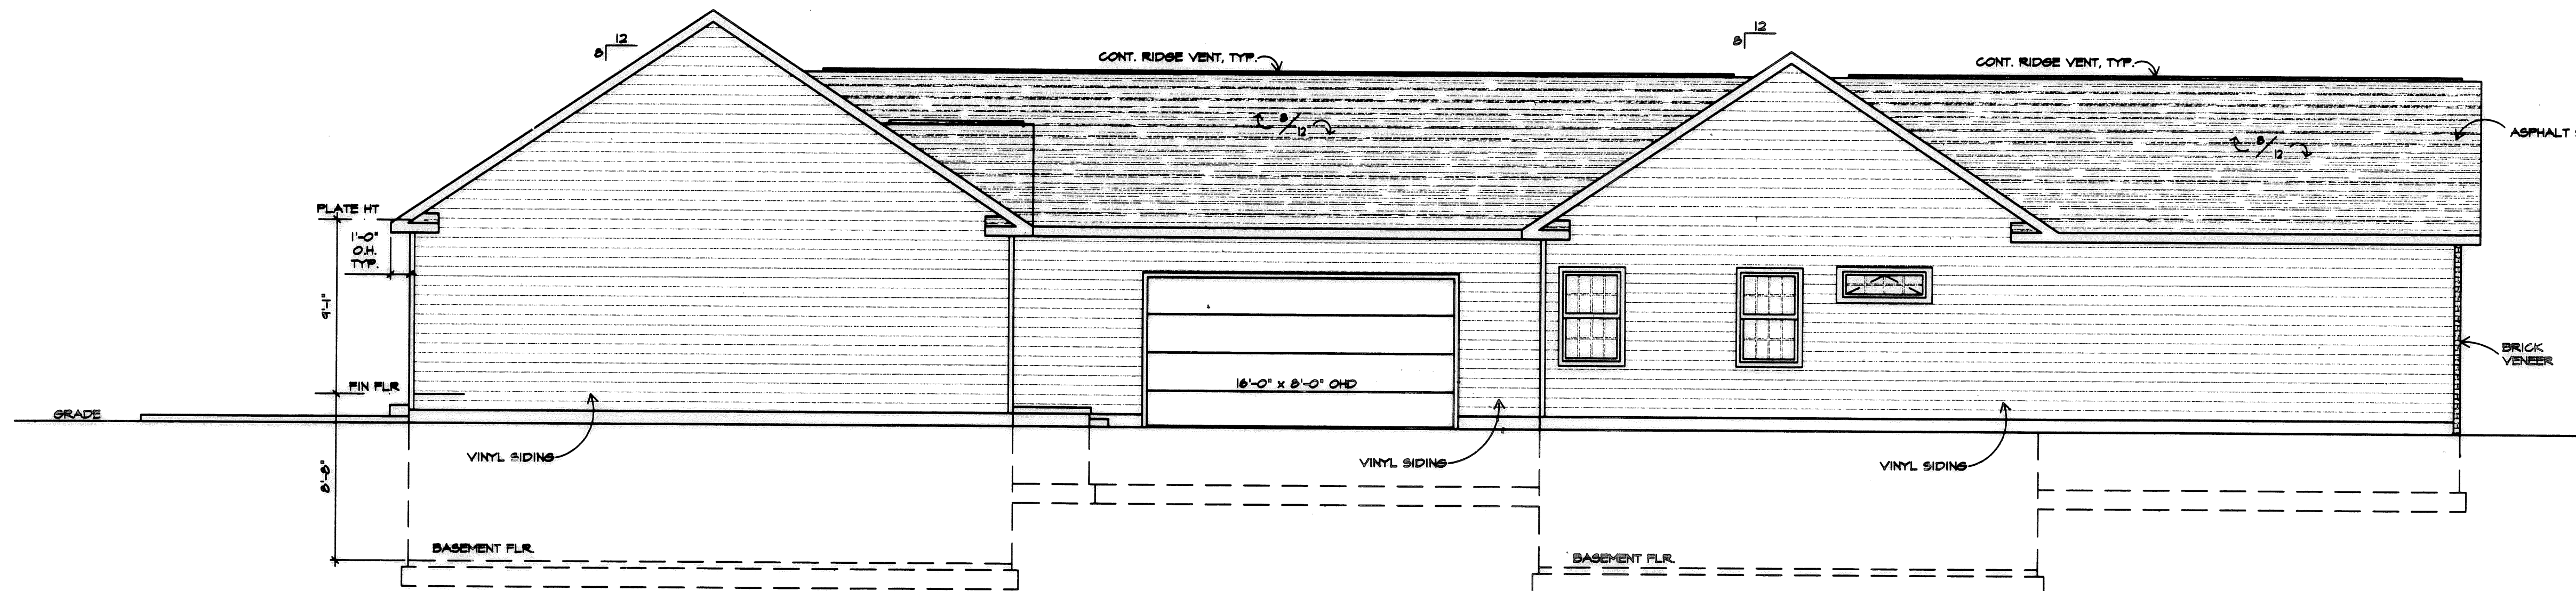 12
8
CONT. RIDGE VENT, TYP.
12
8
CONT. RIDGE VENT, TYP.
8/12
8/12
ASPHALT
PLATE HT
1'-0"
O.H.
TYP.
9'-1"
FIN FLR
GRADE
16'-0" x 8'-0" OHD
BRICK
VENEER
VINYL SIDING
VINYL SIDING
VINYL SIDING
8'-8"
BASEMENT FLR.
BASEMENT FLR.